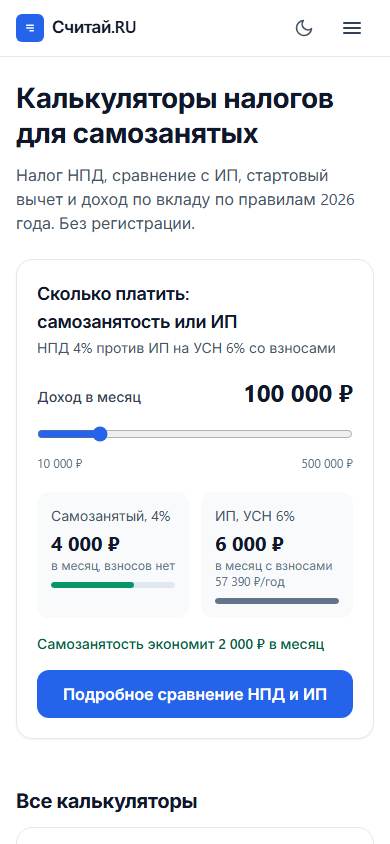 Считай.RU
Калькуляторы налогов
для самозанятых
Налог НПД, сравнение с ИП, стартовый
вычет и доход по вкладу по правилам 2026
года. Без регистрации.
Сколько платить:
самозанятость или ИП
НПД 4% против ИП на УСН 6% со взносами
Доход в месяц
100 000 ₽
10 000 ₽
500 000 ₽
Самозанятый, 4%
4 000 ₽
в месяц, взносов нет
ИП, УСН 6%
6 000 ₽
в месяц с взносами
57 390 ₽/год
Самозанятость экономит 2 000 ₽ в месяц
Подробное сравнение НПД и ИП
Все калькуляторы